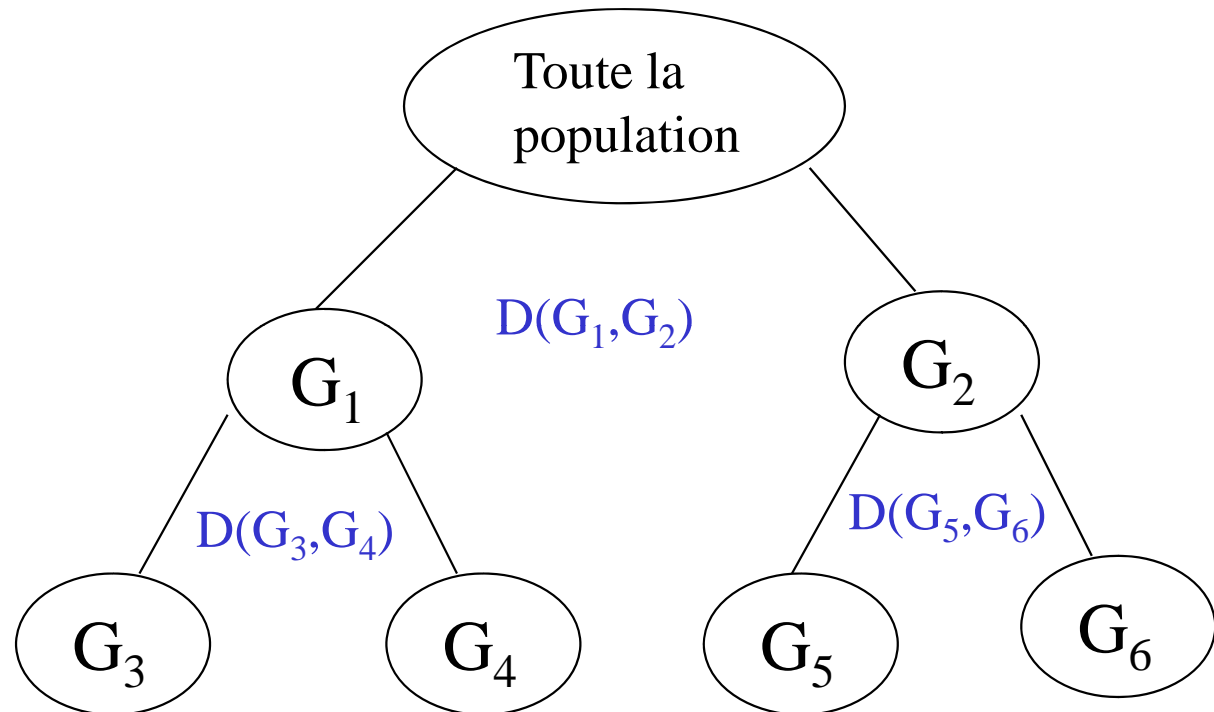 Toute la
population
D(G₁,G₂)
G₁
G₂
D(G₃,G₄)
D(G₅,G₆)
G₃
G₄
G₅
G₆